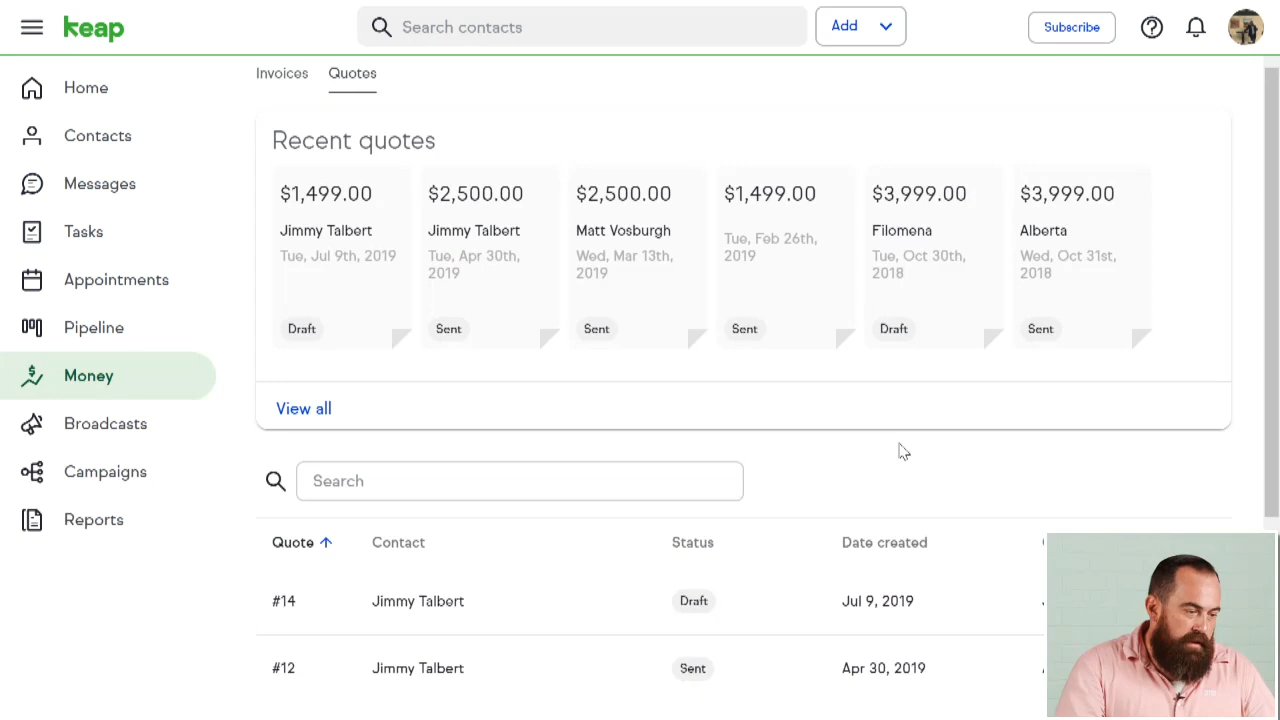 keap
Search contacts
Add
Subscribe
Home
Contacts
Messages
Tasks
Appointments
Pipeline
Money
Broadcasts
Campaigns
Reports
Invoices
Quotes
Recent quotes
$1,499.00
Jimmy Talbert
Tue, Jul 9th, 2019
Draft
$2,500.00
Jimmy Talbert
Tue, Apr 30th,
2019
Sent
$2,500.00
Matt Vosburgh
Wed, Mar 13th,
2019
Sent
$1,499.00
Tue, Feb 26th,
2019
Sent
$3,999.00
Filomena
Tue, Oct 30th,
2018
Draft
$3,999.00
Alberta
Wed, Oct 31st,
2018
Sent
View all
Search
Quote Contact Status Date created
#14 Jimmy Talbert Draft Jul 9, 2019
#12 Jimmy Talbert Sent Apr 30, 2019